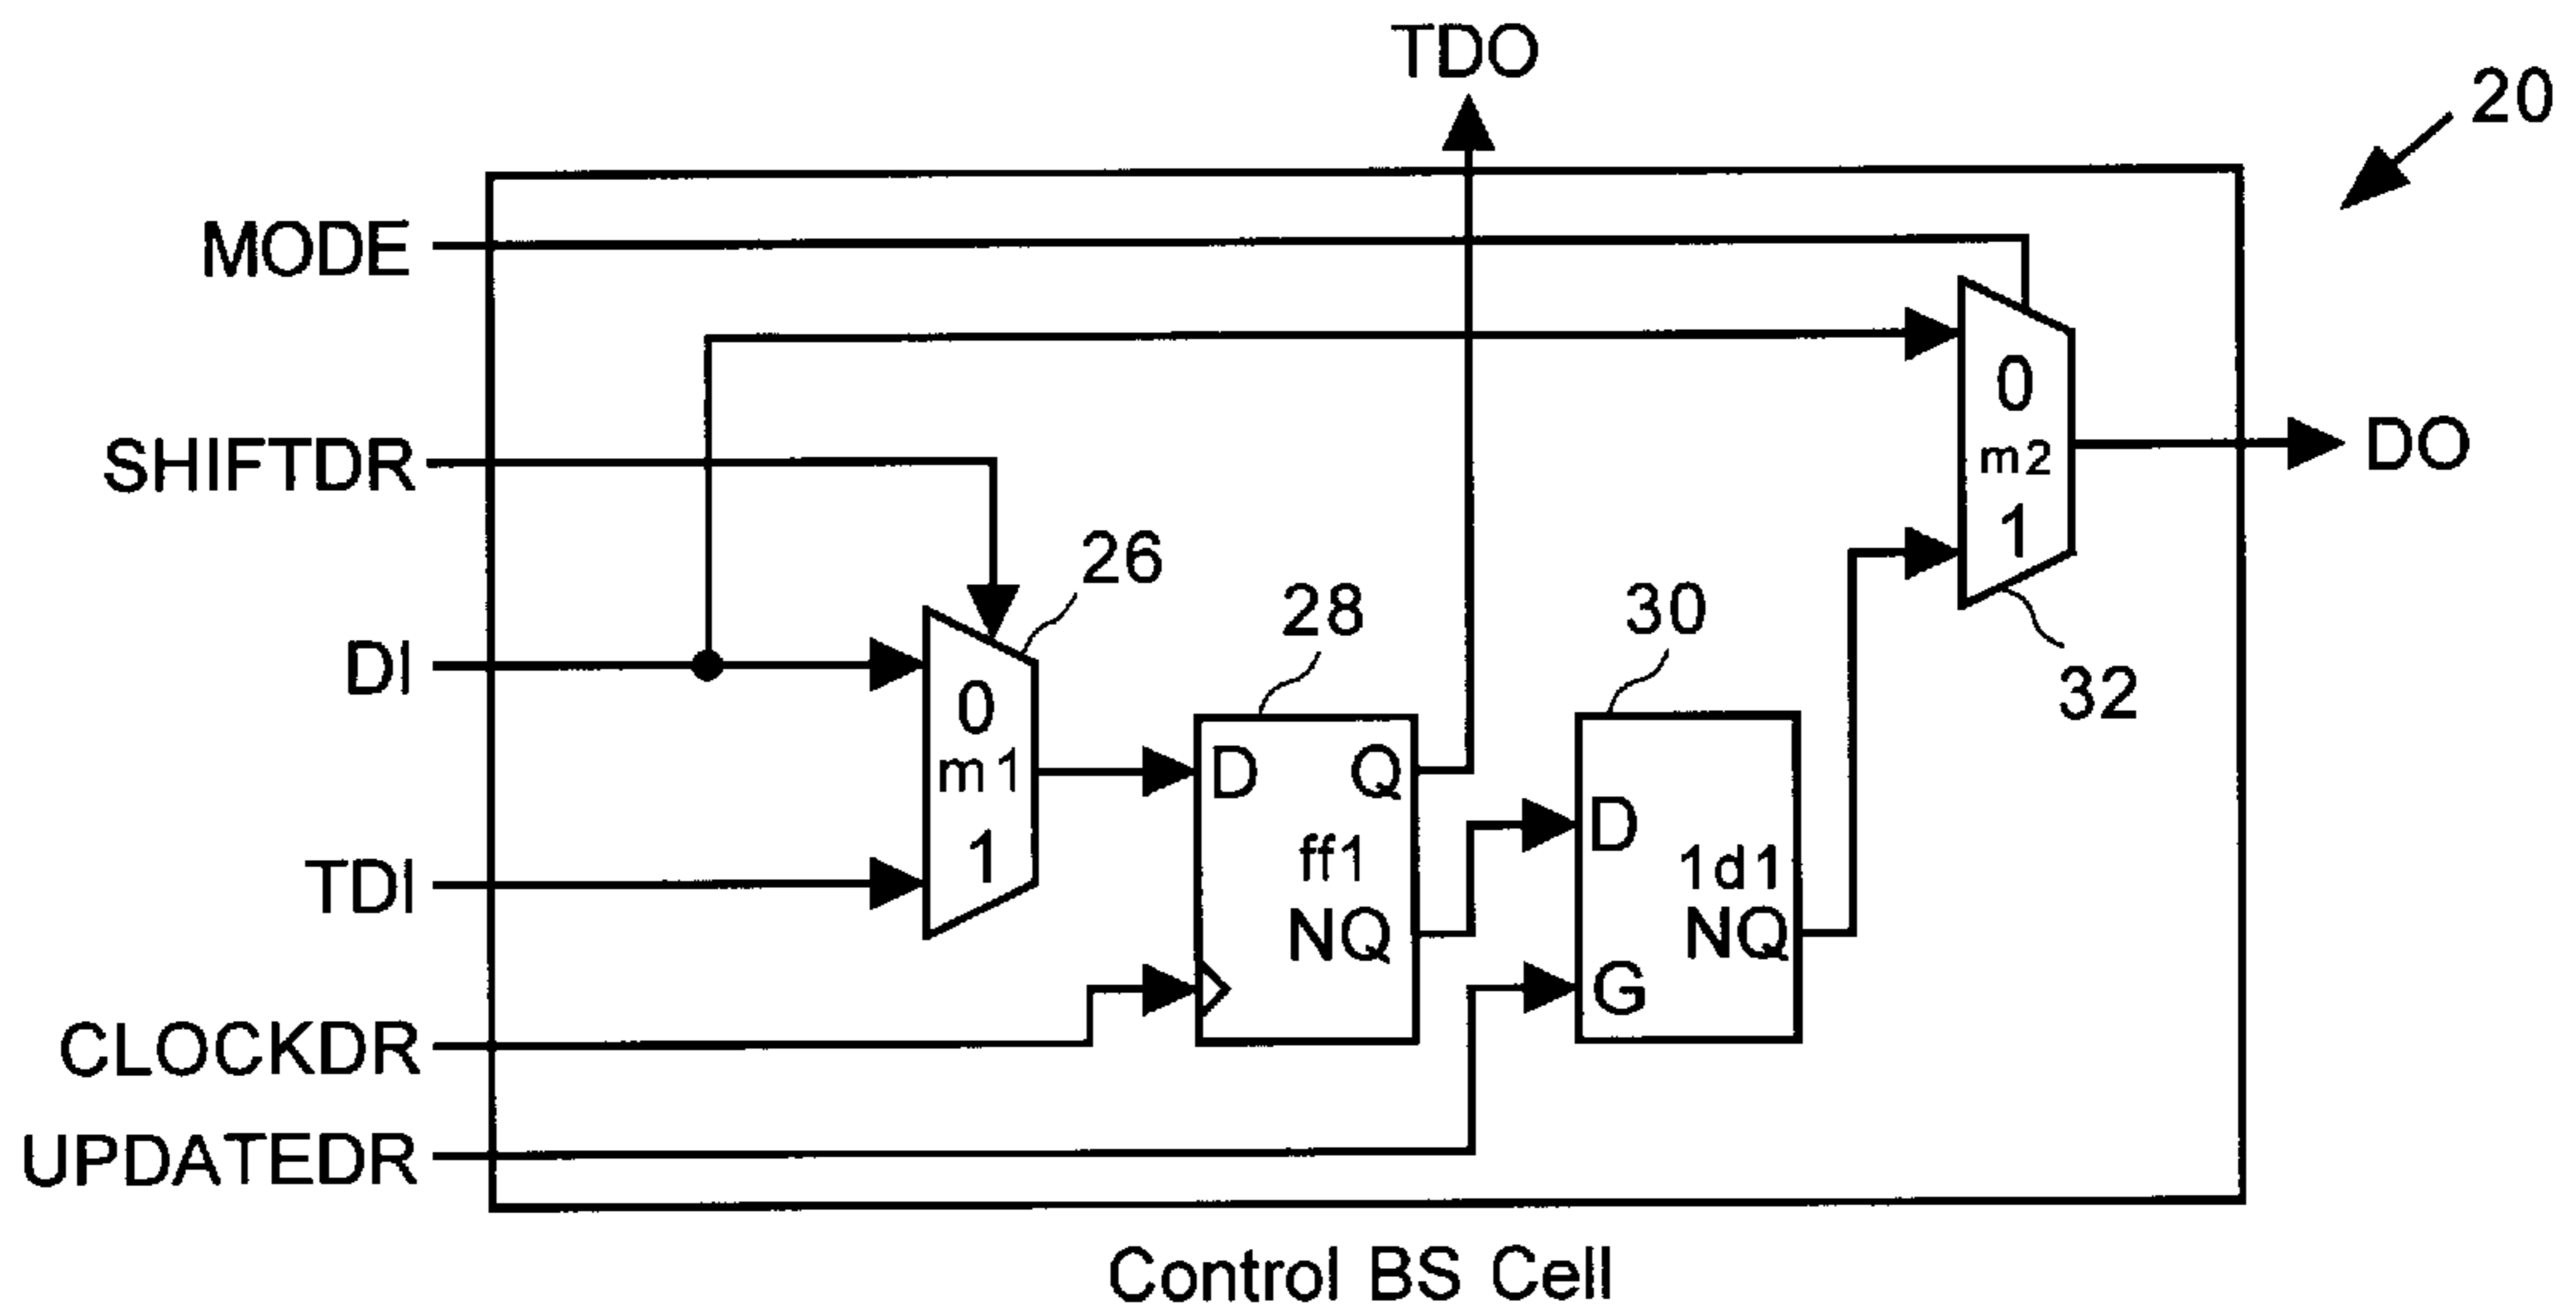 TDO
20
MODE
0
SHIFTDR
m2
DO
26
1
28
30
DI
32
0
D
Q
m1
D
ff1
1d1
TDI
1
NQ
NQ
G
CLOCKDR
UPDATEDR
Control BS Cell